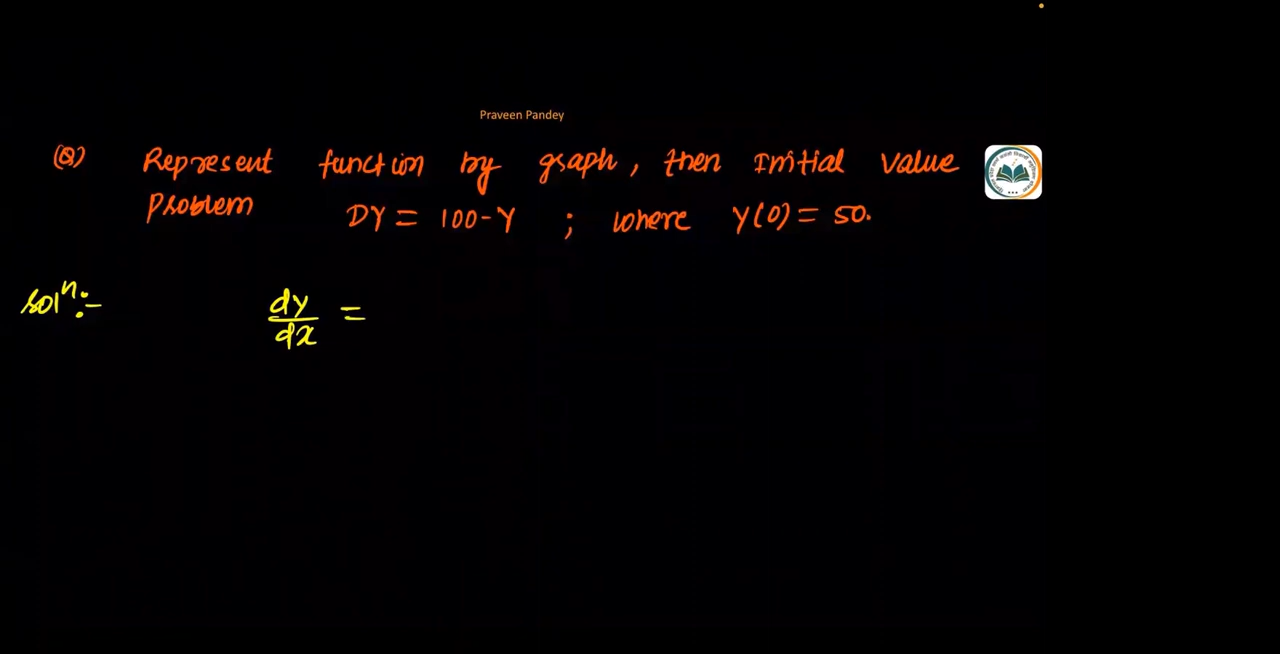 Praveen Pandey
(Q) Represent function by graph, then Initial value
problem DY = 100-Y ; where Y(0) = 50.
Solⁿ:- dy/dx =